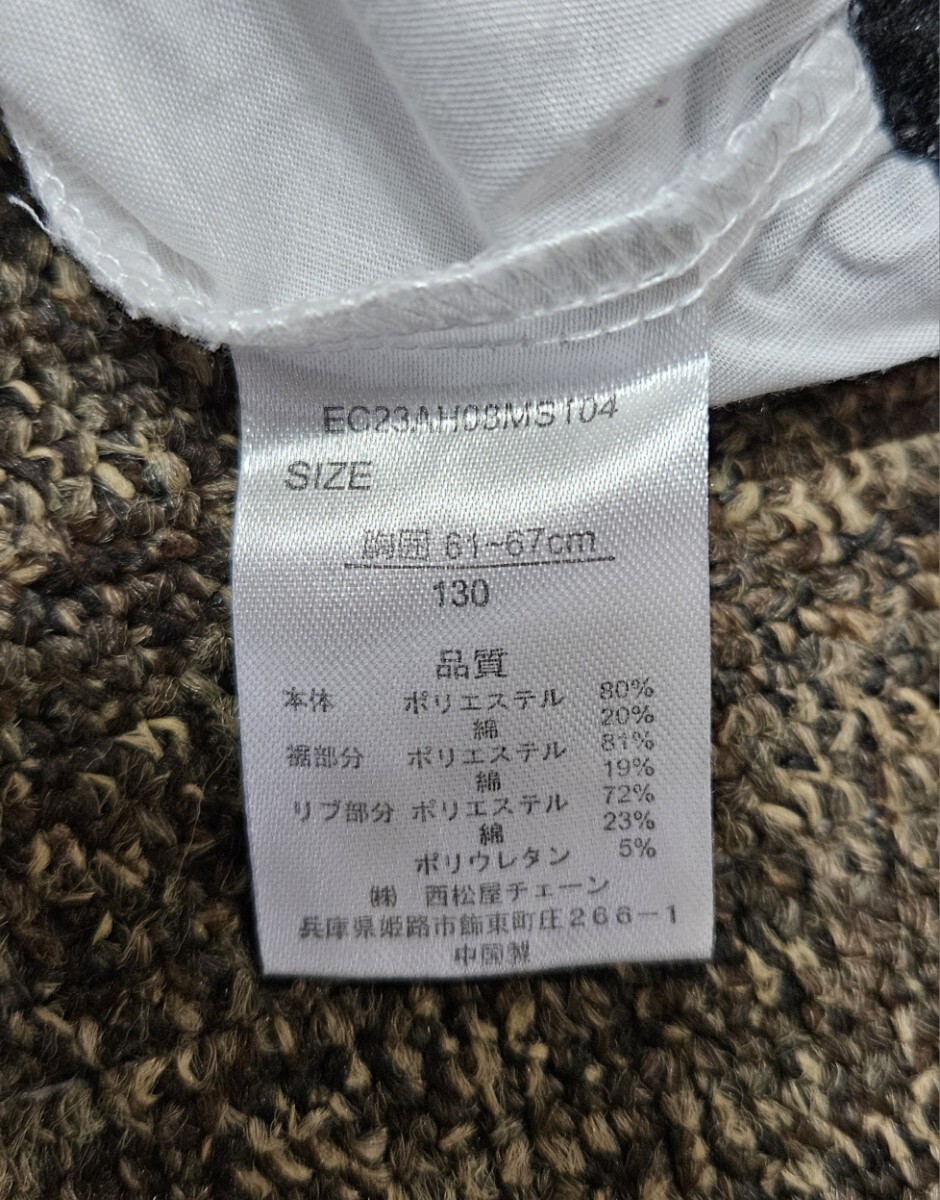 EC23AH08MS104
SIZE
胸囲 61~67cm
130
品質
本体 ポリエステル 80%
綿 20%
裾部分 ポリエステル 81%
綿 19%
リブ部分 ポリエステル 72%
綿 23%
ポリウレタン 5%
㈱ 西松屋チェーン
兵庫県姫路市飾東町庄266-1
中国製